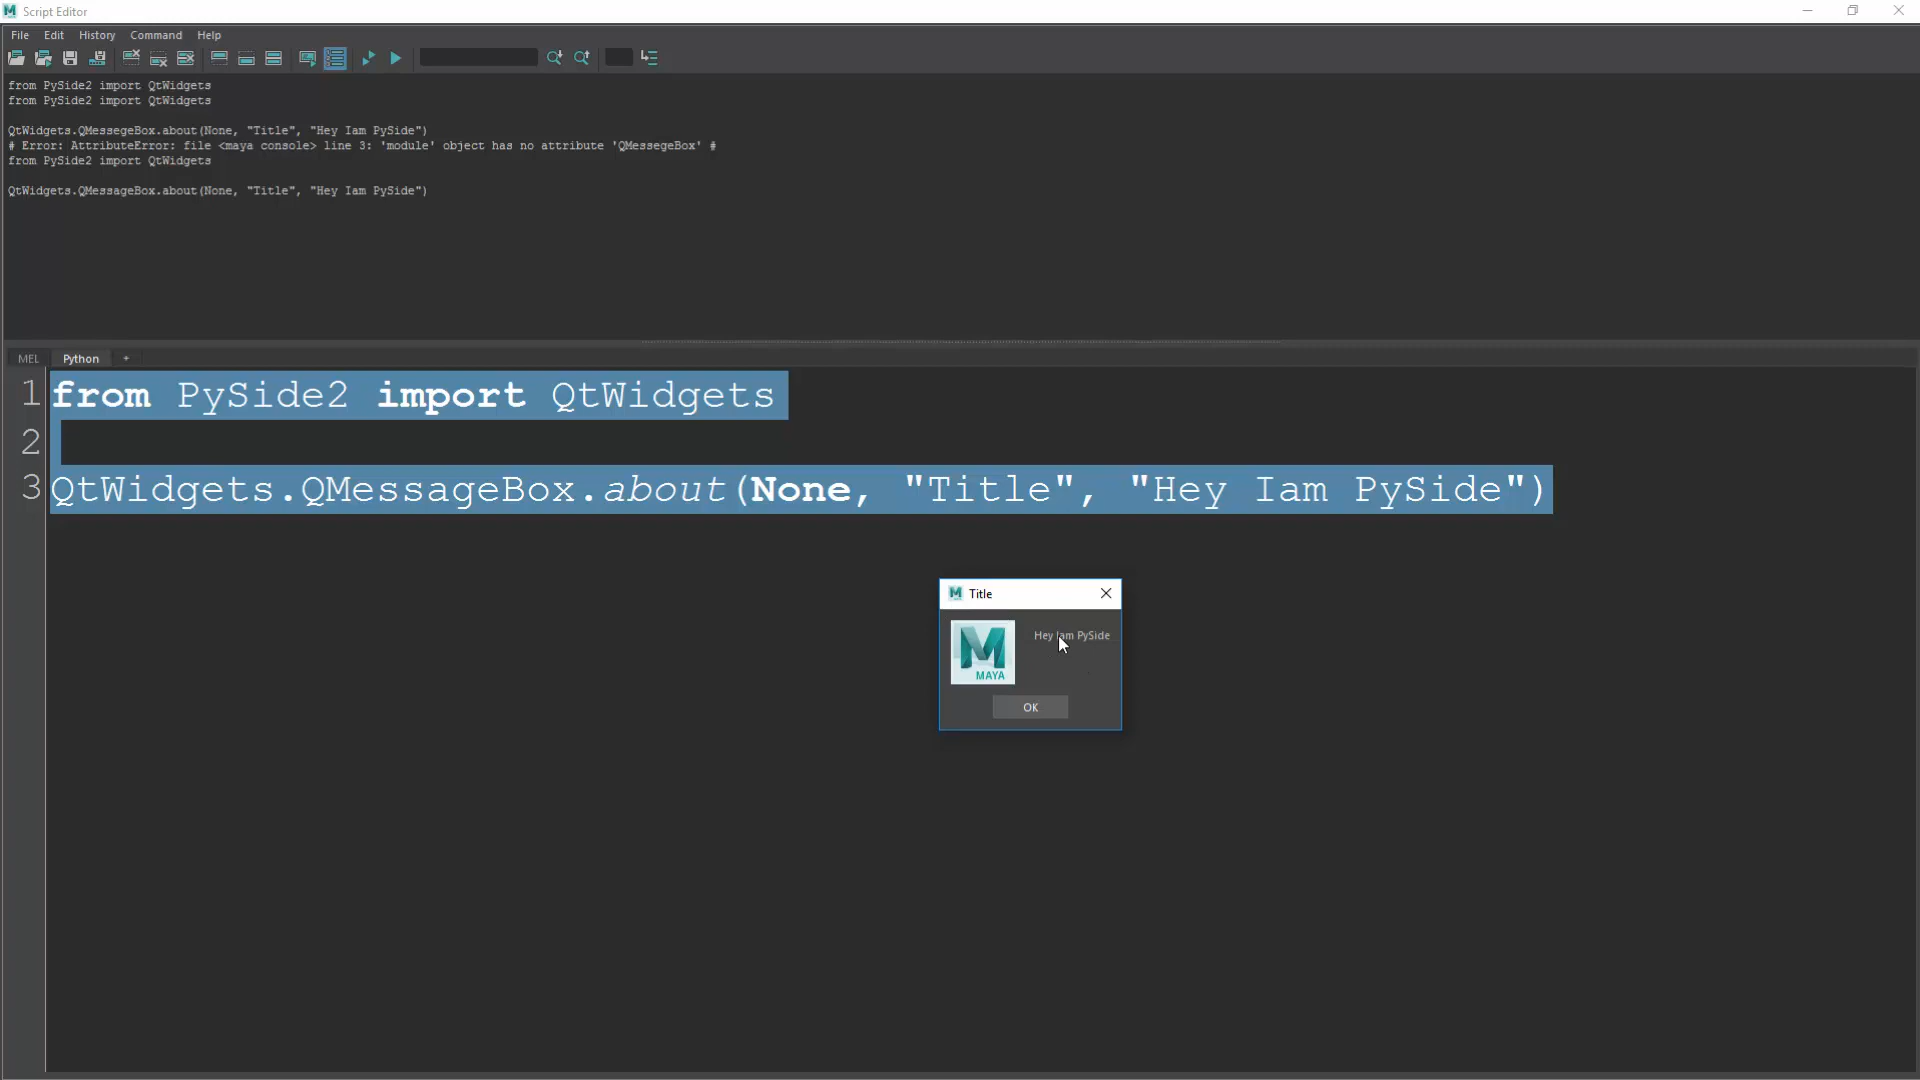 Script Editor
File Edit History Command Help
from PySide2 import QtWidgets
from PySide2 import QtWidgets
QtWidgets.QMessegeBox.about(None, "Title", "Hey Iam PySide")
# Error: AttributeError: file <maya console> line 3: 'module' object has no attribute 'QMessegeBox' #
from PySide2 import QtWidgets
QtWidgets.QMessageBox.about(None, "Title", "Hey Iam PySide")
MEL Python +
1 from PySide2 import QtWidgets
2
3 QtWidgets.QMessageBox.about(None, "Title", "Hey Iam PySide")
Title
Hey Iam PySide
MAYA
OK